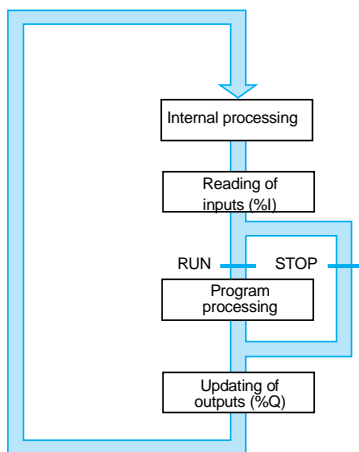 Internal processing
Reading of
inputs (%I)
RUN
STOP
Program
processing
Updating of
outputs (%Q)